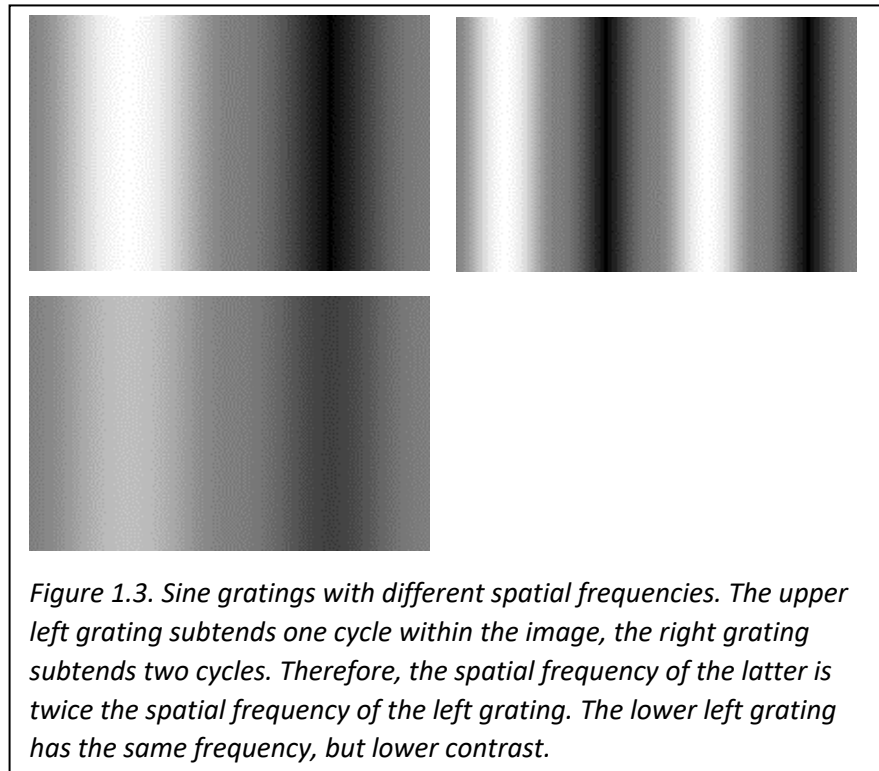 Figure 1.3. Sine gratings with different spatial frequencies. The upper
left grating subtends one cycle within the image, the right grating
subtends two cycles. Therefore, the spatial frequency of the latter is
twice the spatial frequency of the left grating. The lower left grating
has the same frequency, but lower contrast.